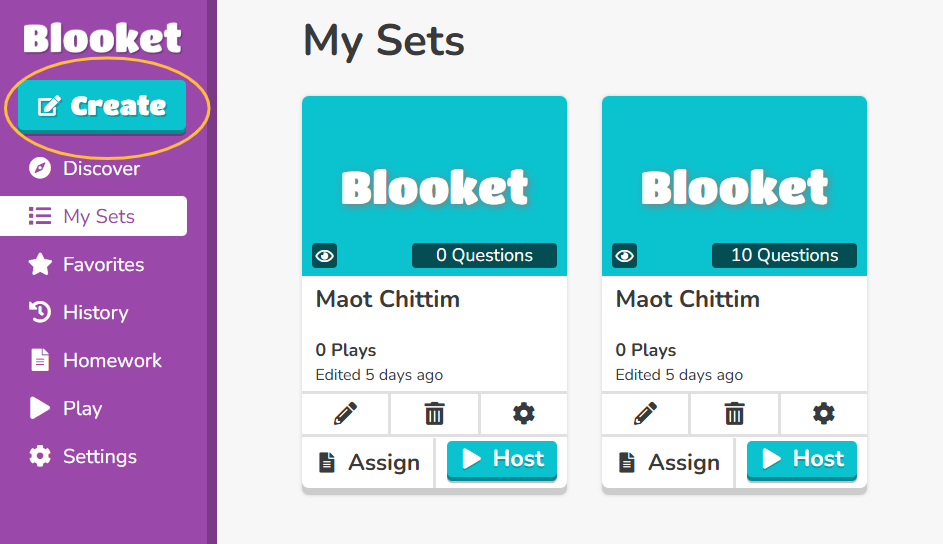 Blooket
Create
Discover
My Sets
Favorites
History
Homework
Play
Settings
My Sets
Blooket
0 Questions
Maot Chittim
0 Plays
Edited 5 days ago
Assign
Host
Blooket
10 Questions
Maot Chittim
0 Plays
Edited 5 days ago
Assign
Host